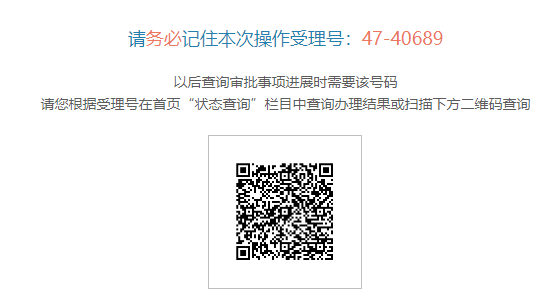 请务必记住本次操作受理号：47-40689
以后查询审批事项进展时需要该号码
请您根据受理号在首页“状态查询”栏目中查询办理结果或扫描下方二维码查询